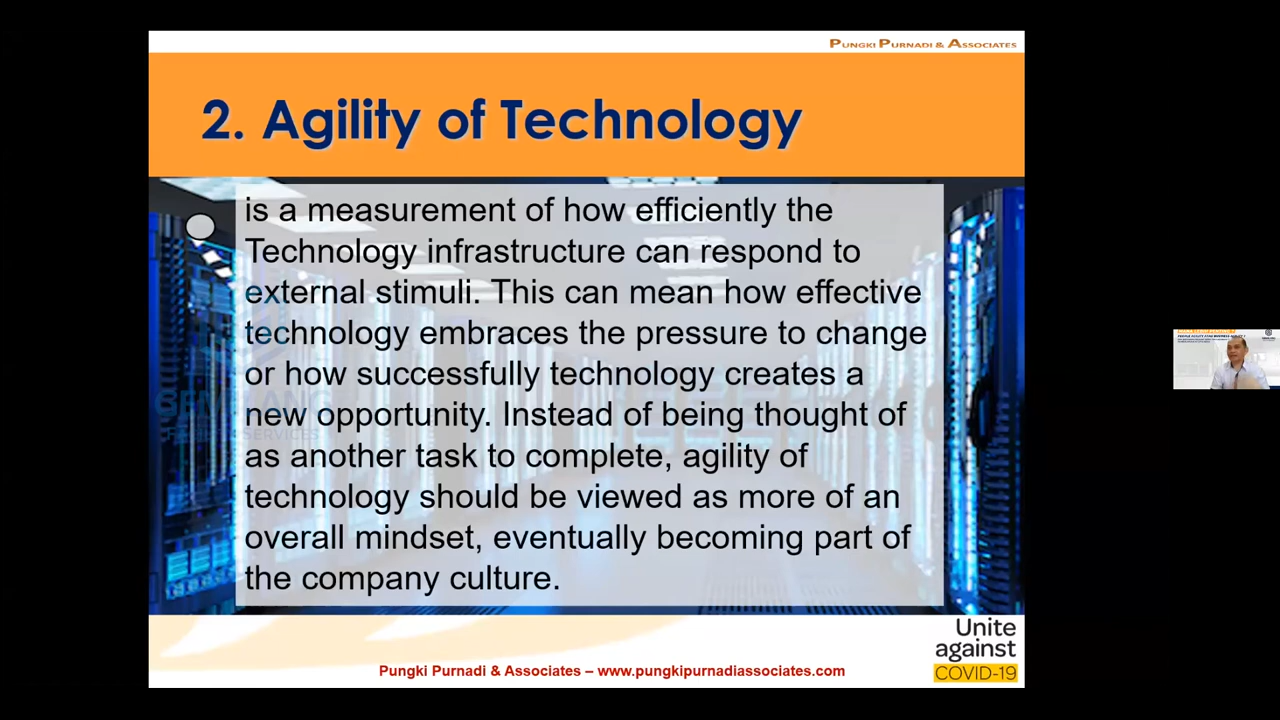 PUNGKI PURNADI & ASSOCIATES
2. Agility of Technology
is a measurement of how efficiently the
Technology infrastructure can respond to
external stimuli. This can mean how effective
technology embraces the pressure to change
or how successfully technology creates a
new opportunity. Instead of being thought of
as another task to complete, agility of
technology should be viewed as more of an
overall mindset, eventually becoming part of
the company culture.
Unite
against
COVID-19
Pungki Purnadi & Associates – www.pungkipurnadiassociates.com